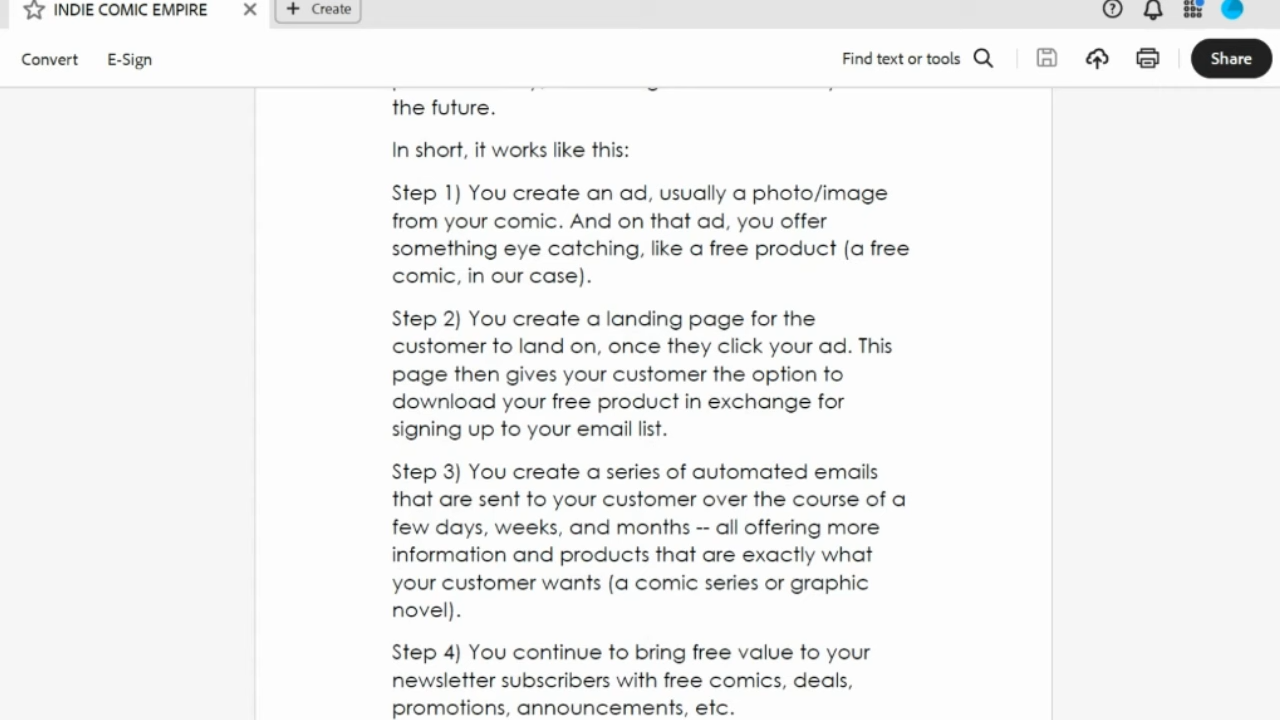 INDIE COMIC EMPIRE
Create
Convert
E-Sign
Find text or tools
Share
the future.
In short, it works like this:
Step 1) You create an ad, usually a photo/image
from your comic. And on that ad, you offer
something eye catching, like a free product (a free
comic, in our case).
Step 2) You create a landing page for the
customer to land on, once they click your ad. This
page then gives your customer the option to
download your free product in exchange for
signing up to your email list.
Step 3) You create a series of automated emails
that are sent to your customer over the course of a
few days, weeks, and months -- all offering more
information and products that are exactly what
your customer wants (a comic series or graphic
novel).
Step 4) You continue to bring free value to your
newsletter subscribers with free comics, deals,
promotions, announcements, etc.